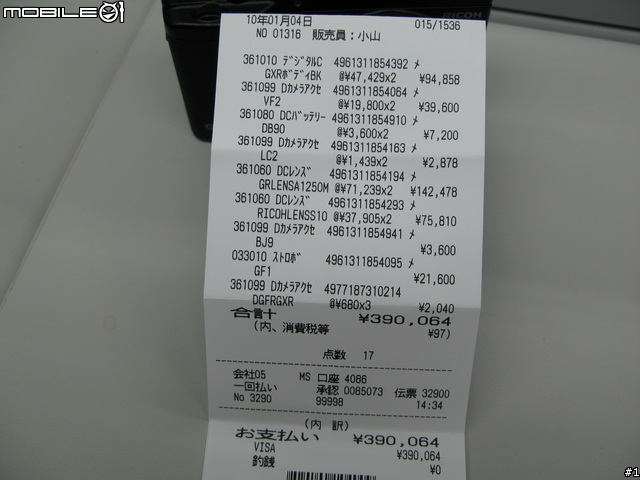 MOBILE01
RICOH
10年01月04日 015/1536
NO 01316 販売員：小山
361010 ﾃﾞｼﾞﾀﾙC 4961311854392 ﾒ
GXRﾎﾞﾃﾞｨBK @¥47,429x2 ¥94,858
361099 Dｶﾒﾗｱｸｾ 4961311854064 ﾒ
VF2 @¥19,800x2 ¥39,600
361080 DCﾊﾞｯﾃﾘｰ 4961311854910 ﾒ
DB90 @¥3,600x2 ¥7,200
361099 Dｶﾒﾗｱｸｾ 4961311854163 ﾒ
LC2 @¥1,439x2 ¥2,878
361060 DCﾚﾝｽﾞ 4961311854194 ﾒ
GRLENSA1250M @¥71,239x2 ¥142,478
361060 DCﾚﾝｽﾞ 4961311854293 ﾒ
RICOHLENSS10 @¥37,905x2 ¥75,810
361099 Dｶﾒﾗｱｸｾ 4961311854941 ﾒ
BJ9 ¥3,600
033010 ｽﾄﾛﾎﾞ 4961311854095 ﾒ
GF1 ¥21,600
361099 Dｶﾒﾗｱｸｾ 4977187310214
DGFRGXR @¥680x3 ¥2,040
合計 ¥390,064
(内、消費税等 ¥97)
点数 17
会社05 MS 口座 4086
一回払い 承認 0085073 伝票 32900
No 3290 99998 14:34
(内 訳)
お支払い ¥390,064
VISA ¥390,064
釣銭 ¥0
#1